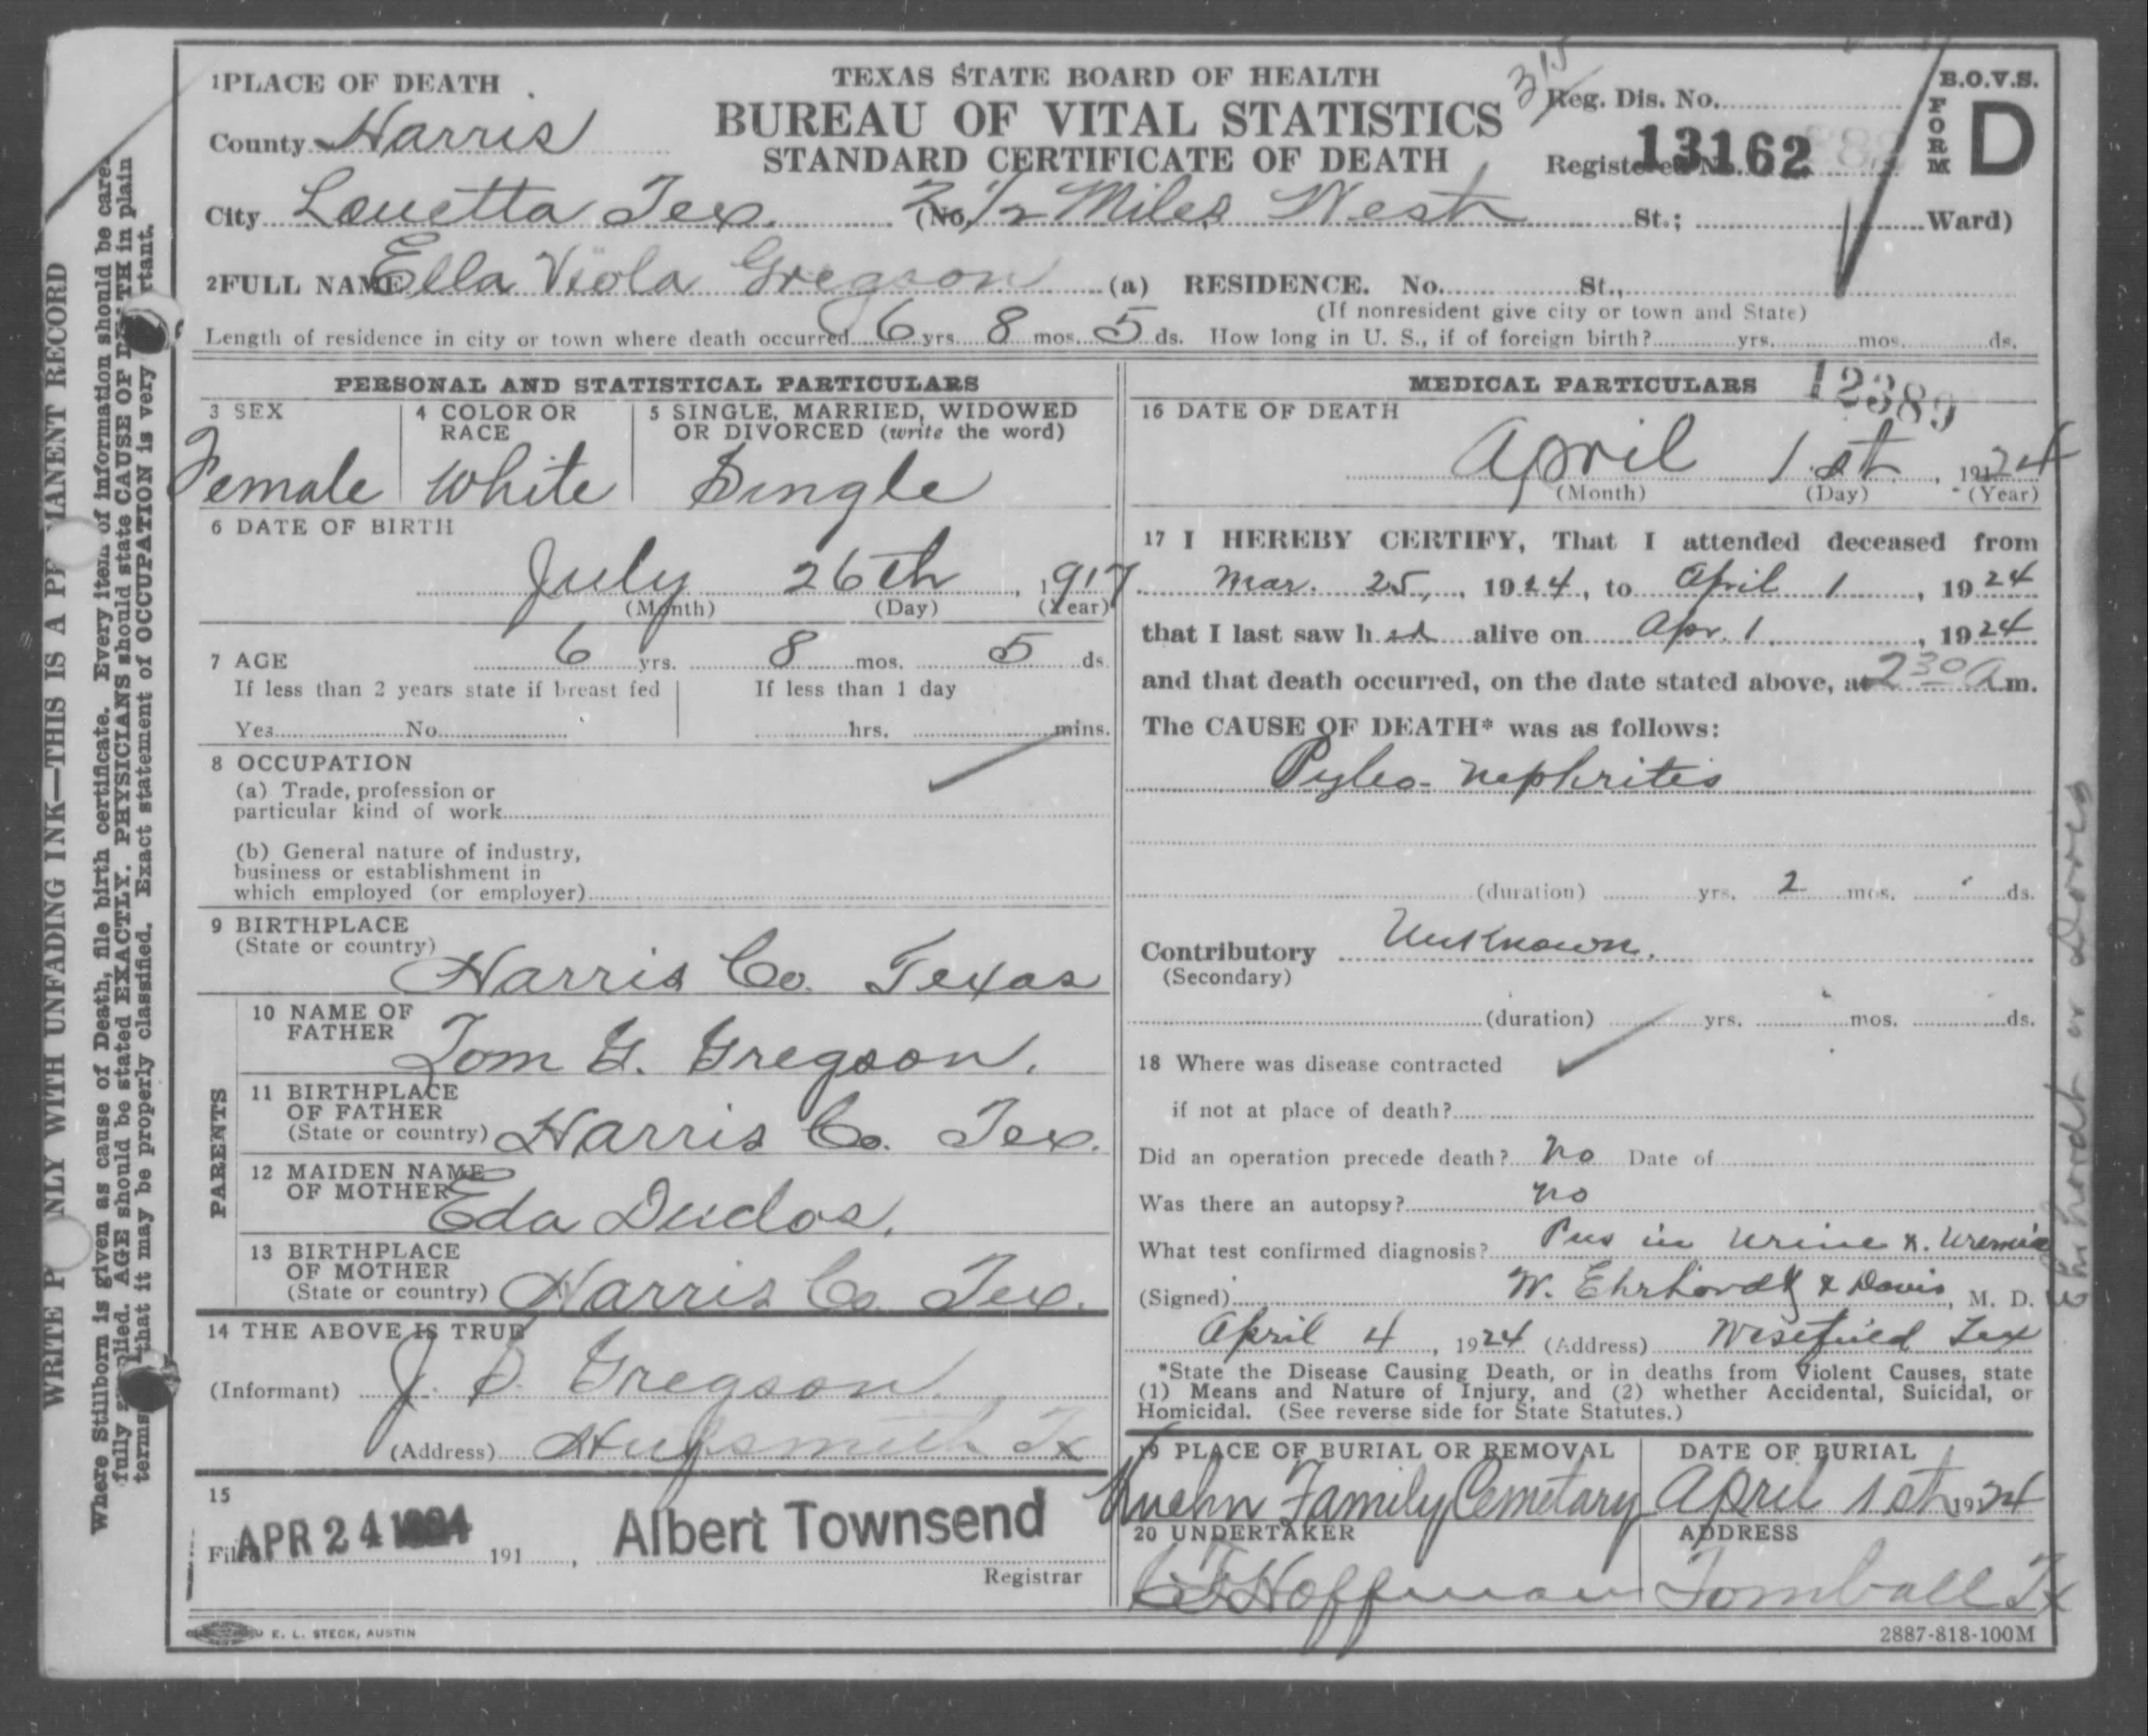 1 PLACE OF DEATH
TEXAS STATE BOARD OF HEALTH
BUREAU OF VITAL STATISTICS
STANDARD CERTIFICATE OF DEATH
315
Reg. Dis. No.
B.O.V.S.
FORM D
County Harris
Registered No. 13162
City Louetta Tex. (No. 2 1/2 Miles West St.; Ward)
2 FULL NAME Ella Viola Gregson (a) RESIDENCE. No. St.,
(If nonresident give city or town and State)
Length of residence in city or town where death occurred 6 yrs. 8 mos. 5 ds. How long in U. S., if of foreign birth? yrs. mos. ds.
PERSONAL AND STATISTICAL PARTICULARS
3 SEX
Female
4 COLOR OR RACE
White
5 SINGLE, MARRIED, WIDOWED
OR DIVORCED (write the word)
Single
6 DATE OF BIRTH
July 26th, 1917
(Month) (Day) (Year)
7 AGE 6 yrs. 8 mos. 5 ds
If less than 2 years state if breast fed
If less than 1 day
Yes No
hrs. mins.
8 OCCUPATION
(a) Trade, profession or
particular kind of work
(b) General nature of industry,
business or establishment in
which employed (or employer)
9 BIRTHPLACE
(State or country)
Harris Co. Texas
PARENTS
10 NAME OF
FATHER
Tom G. Gregson.
11 BIRTHPLACE
OF FATHER
(State or country) Harris Co. Tex.
12 MAIDEN NAME
OF MOTHER
Eda Duclos.
13 BIRTHPLACE
OF MOTHER
(State or country) Harris Co. Tex.
14 THE ABOVE IS TRUE
(Informant) J. D. Gregson
(Address) Hufsmith Tx
15
Filed APR 24 1924 191 , Albert Townsend
Registrar
E. L. STECK, AUSTIN
MEDICAL PARTICULARS
12389
16 DATE OF DEATH
April 1st, 1924
(Month) (Day) (Year)
17 I HEREBY CERTIFY, That I attended deceased from
Mar. 25, 1924, to April 1, 1924
that I last saw her alive on Apr. 1, 1924
and that death occurred, on the date stated above, at 2 30 A m.
The CAUSE OF DEATH* was as follows:
Pyleo-nephritis
(duration) yrs. 2 mos. ds.
Contributory Unknown.
(Secondary)
(duration) yrs. mos. ds.
18 Where was disease contracted
if not at place of death?
Did an operation precede death? No Date of
Was there an autopsy? no
What test confirmed diagnosis? Pus in urine & Uremia
(Signed) W. Ehrhordt & Davis, M. D.
April 4, 1924 (Address) Westfield Tex
*State the Disease Causing Death, or in deaths from Violent Causes, state
(1) Means and Nature of Injury, and (2) whether Accidental, Suicidal, or
Homicidal. (See reverse side for State Statutes.)
19 PLACE OF BURIAL OR REMOVAL
Kuehn Family Cemetary
DATE OF BURIAL
April 1st 1924
20 UNDERTAKER
Hoffman
ADDRESS
Tomball Tx
2887-818-100M
Ehrhordt or Davis
WRITE P NLY WITH UNFADING INK—THIS IS A PE MANENT RECORD
Where Stillborn is given as cause of Death, file birth certificate. Every item of information should be care-
fully supplied. AGE should be stated EXACTLY. PHYSICIANS should state CAUSE OF DEATH in plain
terms that it may be properly classified. Exact statement of OCCUPATION is very rtant.